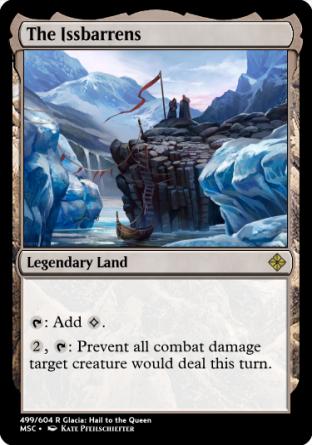 The Issbarrens
Legendary Land
: Add .
2, : Prevent all combat damage
target creature would deal this turn.
499/604 R Glacia: Hail to the Queen
MSC • Kate Pfeilschiefter